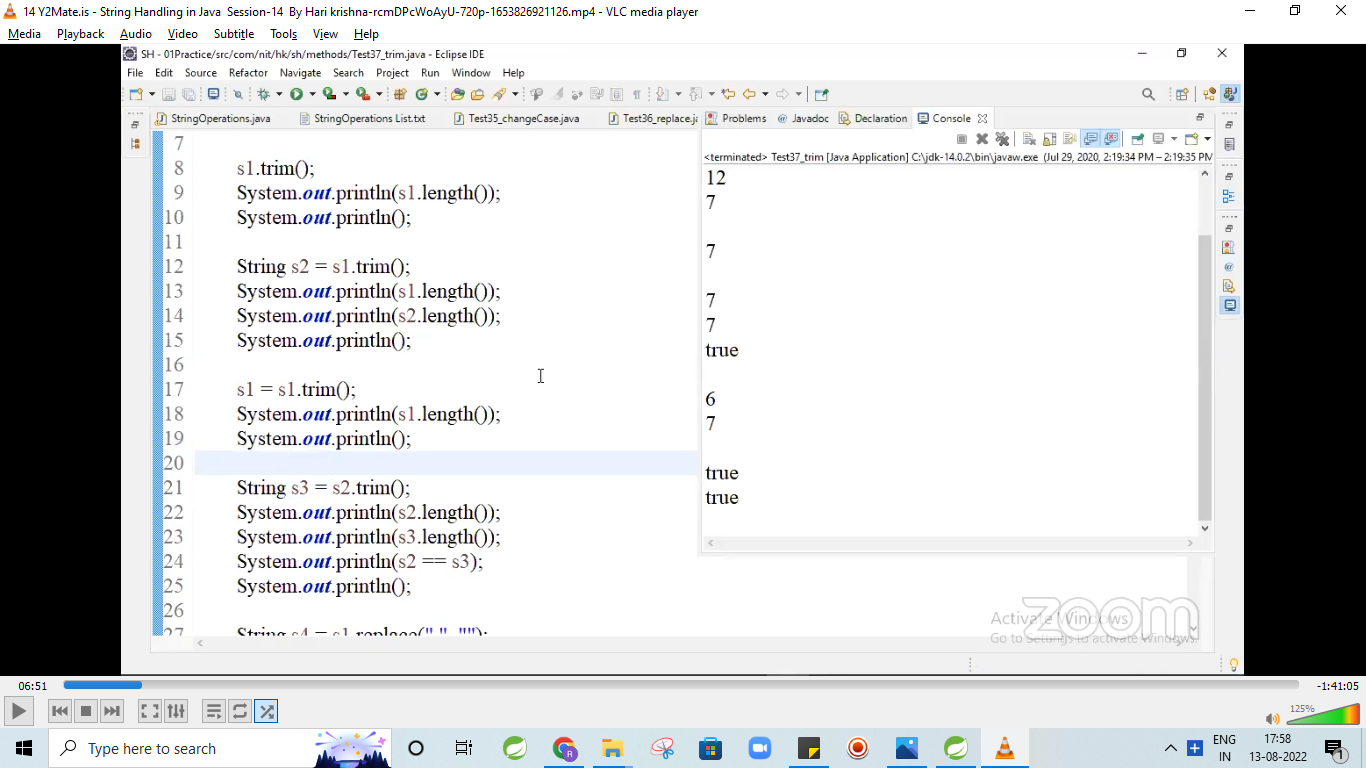 14 Y2Mate.is - String Handling in Java  Session-14  By Hari krishna-rcmDPcWoAyU-720p-1653826921126.mp4 - VLC media player
Media Playback Audio Video Subtitle Tools View Help
SH - 01Practice/src/com/nit/hk/sh/methods/Test37_trim.java - Eclipse IDE
File Edit Source Refactor Navigate Search Project Run Window Help
StringOperations.java StringOperations List.txt Test35_changeCase.java Test36_replace.ja
Problems Javadoc Declaration Console
<terminated> Test37_trim [Java Application] C:\jdk-14.0.2\bin\javaw.exe (Jul 29, 2020, 2:19:34 PM – 2:19:35 PM
7
8 s1.trim();
9 System.out.println(s1.length());
10 System.out.println();
11
12 String s2 = s1.trim();
13 System.out.println(s1.length());
14 System.out.println(s2.length());
15 System.out.println();
16
17 s1 = s1.trim();
18 System.out.println(s1.length());
19 System.out.println();
20
21 String s3 = s2.trim();
22 System.out.println(s2.length());
23 System.out.println(s3.length());
24 System.out.println(s2 == s3);
25 System.out.println();
26
27 String s4 = s1.replace(" ", "");
12
7
7
7
7
true
6
7
true
true
zoom
Activate Windows
Go to Settings to activate Windows.
06:51
-1:41:05
125%
Type here to search
ENG
IN
17:58
13-08-2022
1